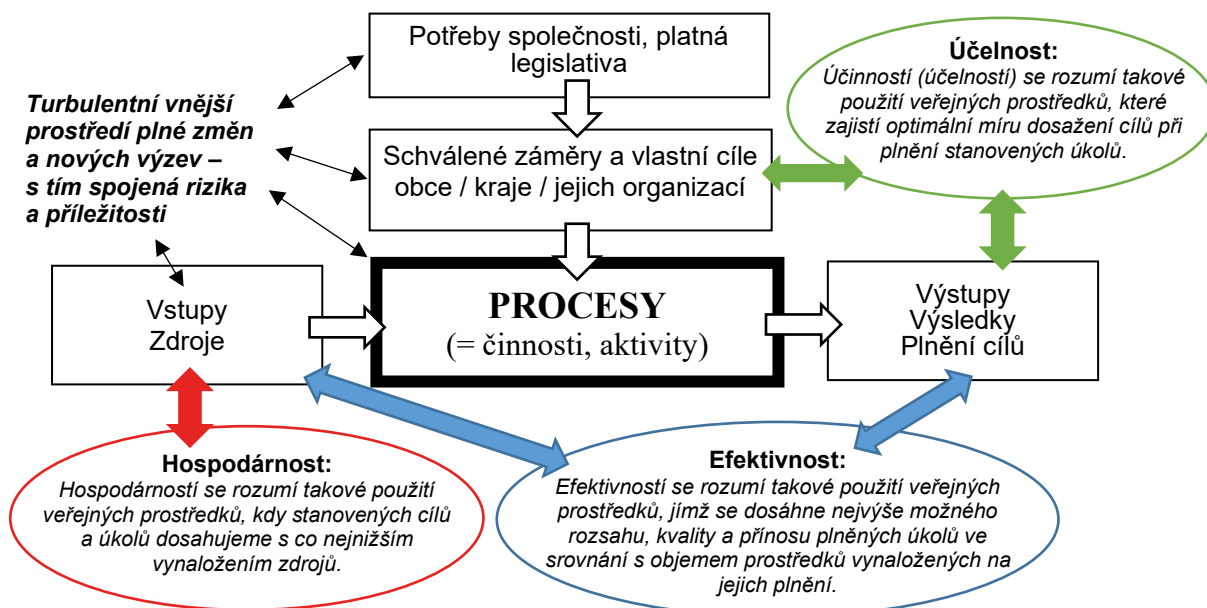 Potřeby společnosti, platná
legislativa
Účelnost:
Účinností (účelností) se rozumí takové
použití veřejných prostředků, které
zajistí optimální míru dosažení cílů při
plnění stanovených úkolů.
Turbulentní vnější
prostředí plné změn
a nových výzev –
s tím spojená rizika
a příležitosti
Schválené záměry a vlastní cíle
obce / kraje / jejich organizací
Vstupy
Zdroje
PROCESY
(= činnosti, aktivity)
Výstupy
Výsledky
Plnění cílů
Hospodárnost:
Hospodárností se rozumí takové použití
veřejných prostředků, kdy stanovených cílů
a úkolů dosahujeme s co nejnižším
vynaložením zdrojů.
Efektivnost:
Efektivností se rozumí takové použití veřejných
prostředků, jímž se dosáhne nejvýše možného
rozsahu, kvality a přínosu plněných úkolů ve
srovnání s objemem prostředků vynaložených na
jejich plnění.